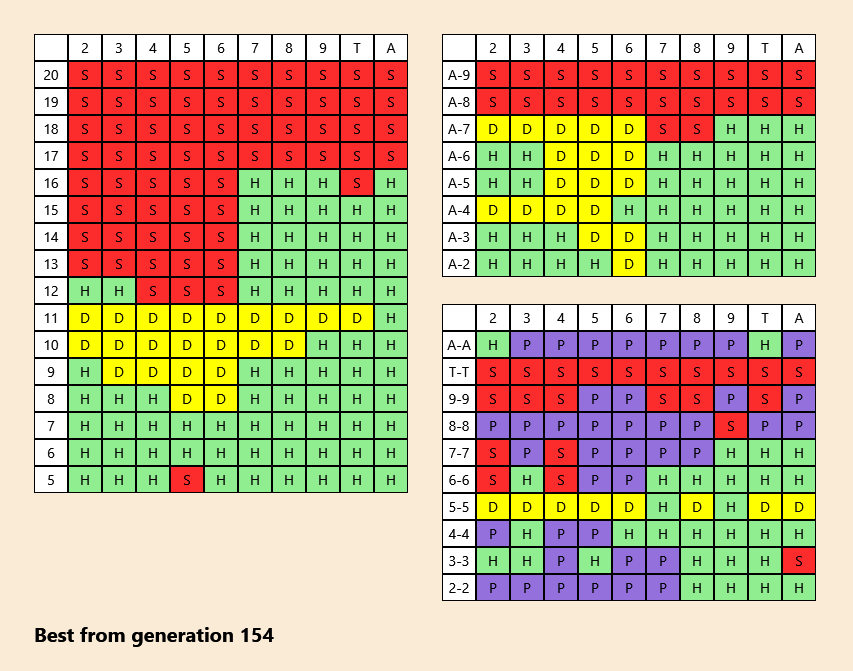 2 3 4 5 6 7 8 9 T A
20 S S S S S S S S S S
19 S S S S S S S S S S
18 S S S S S S S S S S
17 S S S S S S S S S S
16 S S S S S H H H S H
15 S S S S S H H H H H
14 S S S S S H H H H H
13 S S S S S H H H H H
12 H H S S S H H H H H
11 D D D D D D D D D H
10 D D D D D D D H H H
9 H D D D D H H H H H
8 H H H D D H H H H H
7 H H H H H H H H H H
6 H H H H H H H H H H
5 H H H S H H H H H H
2 3 4 5 6 7 8 9 T A
A-9 S S S S S S S S S S
A-8 S S S S S S S S S S
A-7 D D D D D S S H H H
A-6 H H D D D H H H H H
A-5 H H D D D H H H H H
A-4 D D D D H H H H H H
A-3 H H H D D H H H H H
A-2 H H H H D H H H H H
2 3 4 5 6 7 8 9 T A
A-A H P P P P P P P H P
T-T S S S S S S S S S S
9-9 S S S P P S S P S P
8-8 P P P P P P P S P P
7-7 S P S P P P P H H H
6-6 S H S P P H H H H H
5-5 D D D D D H D H D D
4-4 P H P P H H H H H H
3-3 H H P H P P H H H S
2-2 P P P P P P H H H H
Best from generation 154